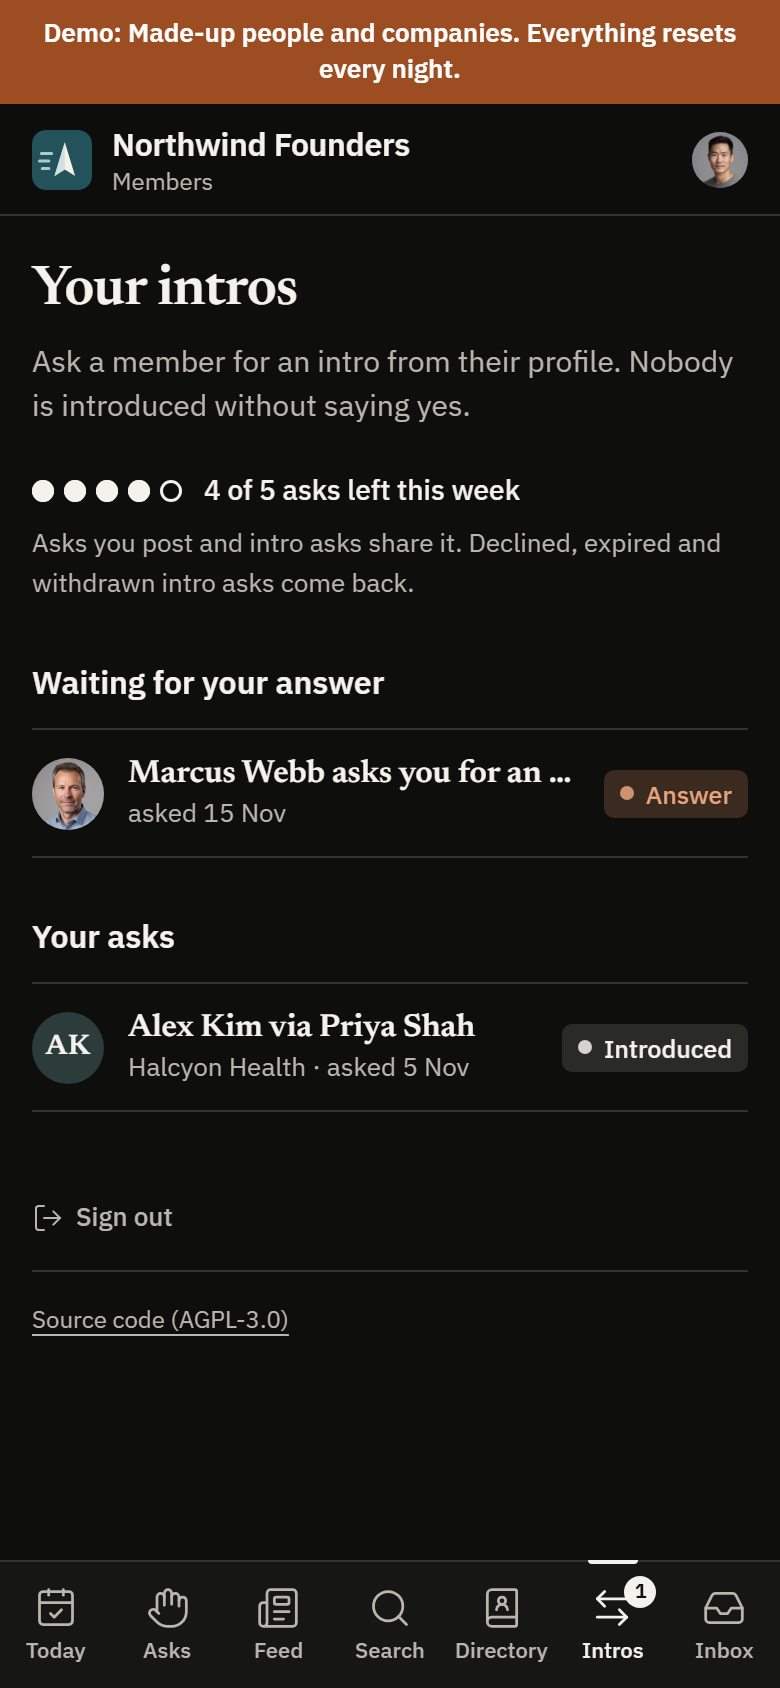 Demo: Made-up people and companies. Everything resets
every night.
Northwind Founders
Members
Your intros
Ask a member for an intro from their profile. Nobody
is introduced without saying yes.
4 of 5 asks left this week
Asks you post and intro asks share it. Declined, expired and
withdrawn intro asks come back.
Waiting for your answer
Marcus Webb asks you for an ...
asked 15 Nov
Answer
Your asks
AK
Alex Kim via Priya Shah
Halcyon Health · asked 5 Nov
Introduced
Sign out
Source code (AGPL-3.0)
1
Today
Asks
Feed
Search
Directory
Intros
Inbox